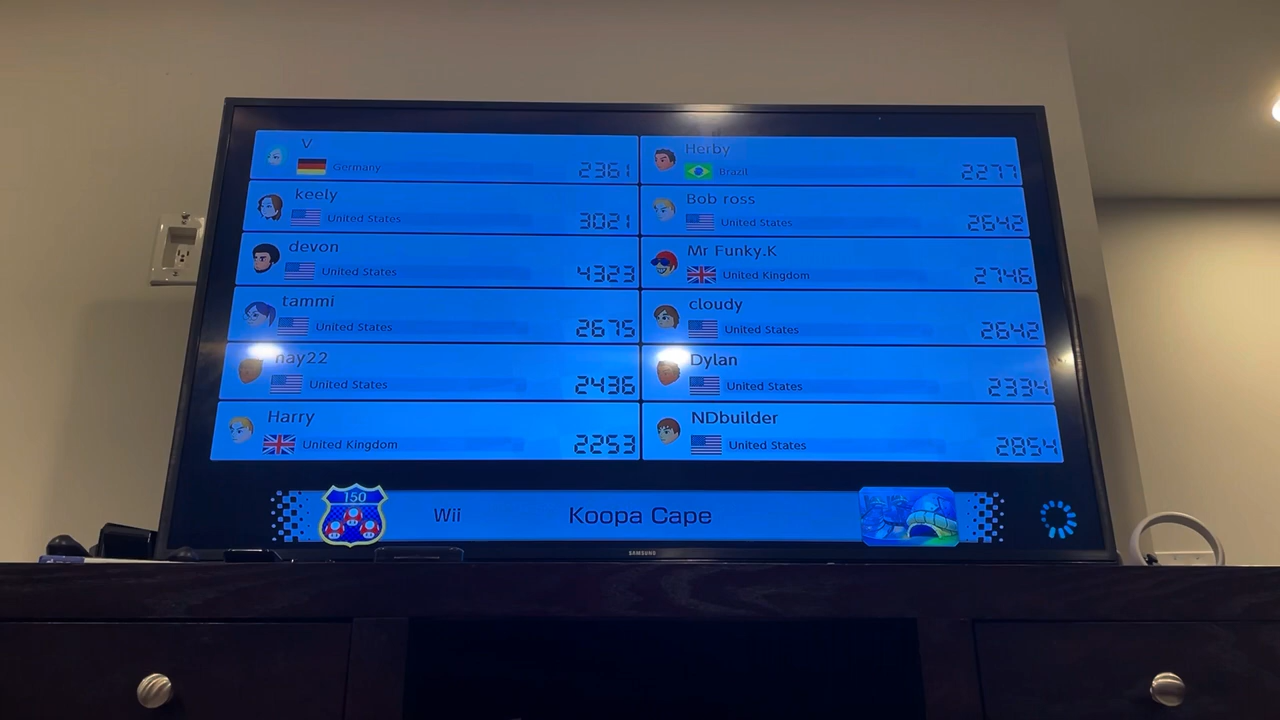 V
Germany 2361
Herby
Brazil 2277
keely
United States 3021
Bob ross
United States 2642
devon
United States 4323
Mr Funky.K
United Kingdom 2746
tammi
United States 2675
cloudy
United States 2642
nay22
United States 2436
Dylan
United States 2334
Harry
United Kingdom 2253
NDbuilder
United States 2854
150
Wii Koopa Cape
SAMSUNG